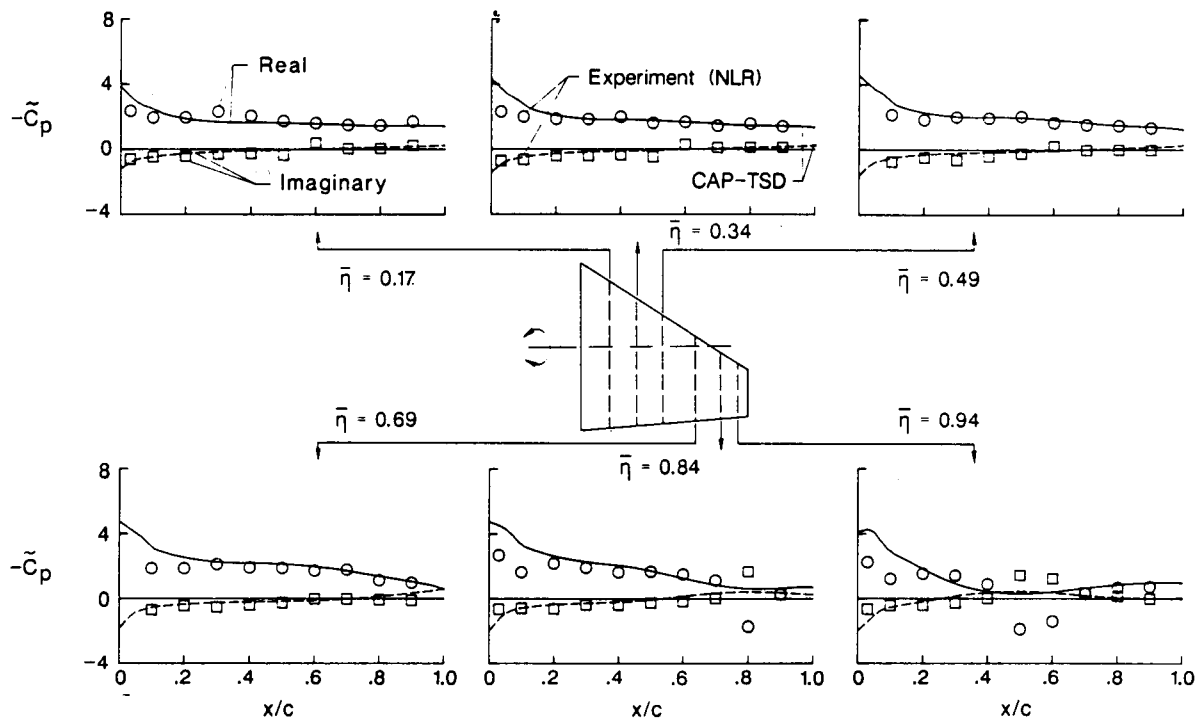 8
4
0
-4
-C̃p
Real
Imaginary
Experiment (NLR)
CAP-TSD
η̄ = 0.17
η̄ = 0.34
η̄ = 0.49
η̄ = 0.69
η̄ = 0.84
η̄ = 0.94
8
4
0
-4
-C̃p
0 .2 .4 .6 .8 1.0
0 .2 .4 .6 .8 1.0
0 .2 .4 .6 .8 1.0
x/c
x/c
x/c